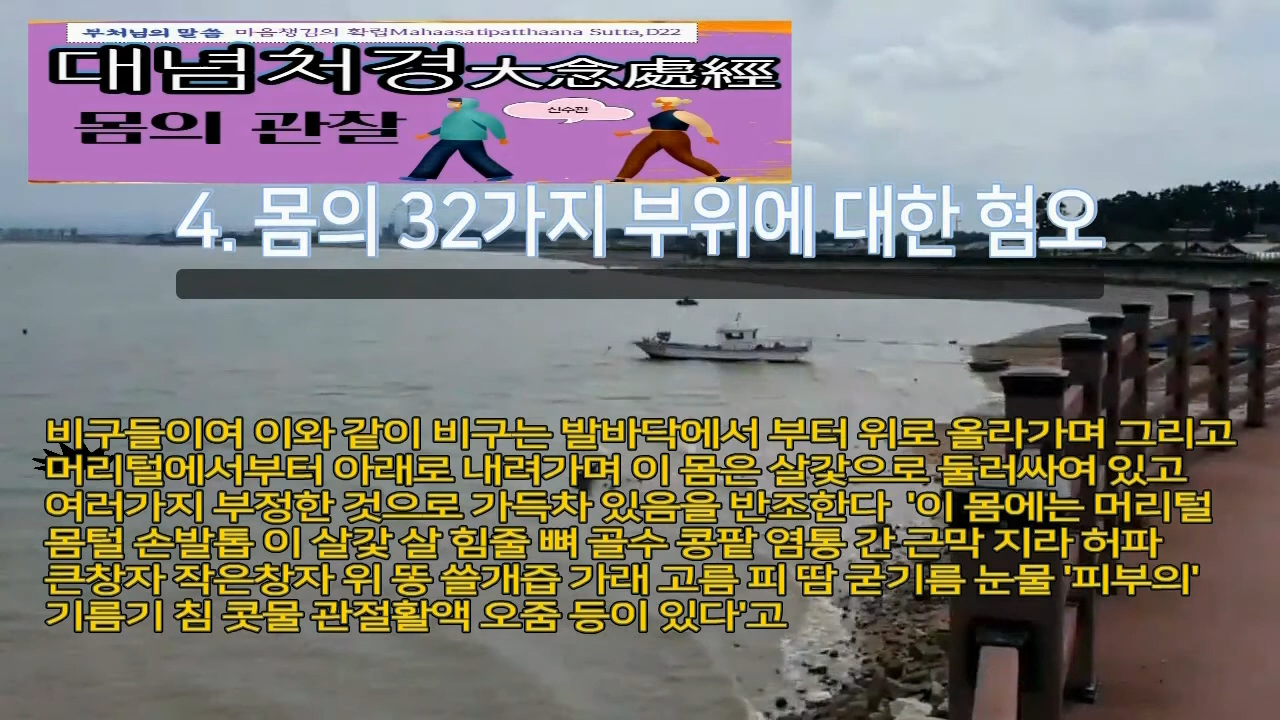 부처님의 말씀 마음챙김의 확립Mahaasatipatthaana Sutta,D22
대념처경大念處經
신수관
몸의 관찰
4. 몸의 32가지 부위에 대한 혐오
비구들이여 이와 같이 비구는 발바닥에서 부터 위로 올라가며 그리고
머리털에서부터 아래로 내려가며 이 몸은 살갗으로 둘러싸여 있고
여러가지 부정한 것으로 가득차 있음을 반조한다 '이 몸에는 머리털
몸털 손발톱 이 살갗 살 힘줄 뼈 골수 콩팥 염통 간 근막 지라 허파
큰창자 작은창자 위 똥 쓸개즙 가래 고름 피 땀 굳기름 눈물 '피부의'
기름기 침 콧물 관절활액 오줌 등이 있다'고